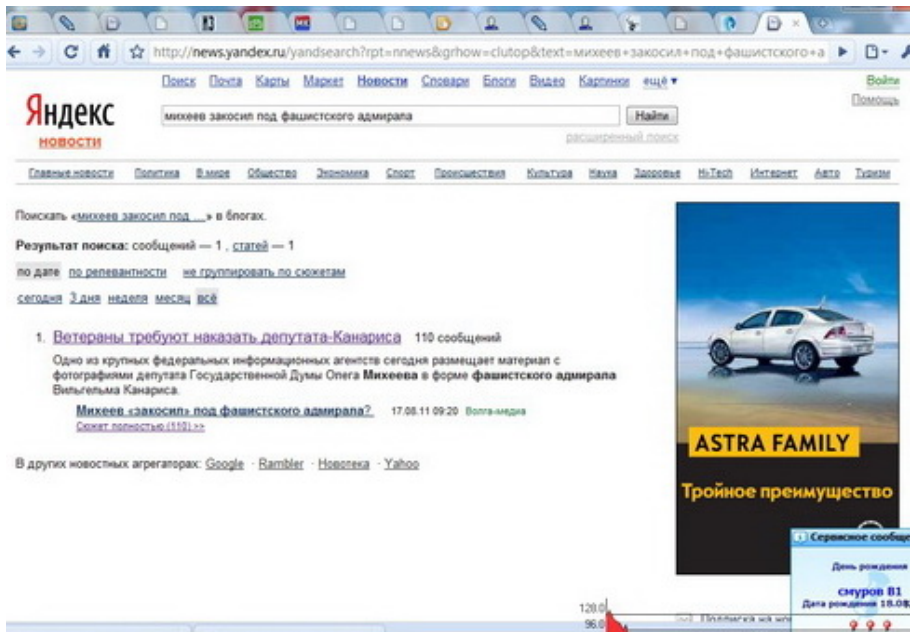 http://news.yandex.ru/yandsearch?rpt=nnews&grhow=clutop&text=михеев+закосил+под+фашистского+а
Поиск Почта Карты Маркет Новости Словари Блоги Видео Картинки ещё ▼
Войти
Помощь
Яндекс
новости
михеев закосил под фашистского адмирала
Найти
расширенный поиск
Главные новости Политика В мире Общество Экономика Спорт Происшествия Культура Наука Здоровье Hi-Tech Интернет Авто Туризм
Поискать «михеев закосил под ...» в блогах.
Результат поиска: сообщений — 1 , статей — 1
по дате по релевантности не группировать по сюжетам
сегодня 3 дня неделя месяц всё
1. Ветераны требуют наказать депутата-Канариса 110 сообщений
Одно из крупных федеральных информационных агентств сегодня размещает материал с
фотографиями депутата Государственной Думы Олега Михеева в форме фашистского адмирала
Вильгельма Канариса.
Михеев «закосил» под фашистского адмирала? 17.08.11 09:20 Волга-медиа
Сюжет полностью (110) >>
В других новостных агрегаторах: Google · Rambler · Новотека · Yahoo
ASTRA FAMILY
Тройное преимущество
Сервисное сообще
День рождения
смуров В1
Дата рождения 18.08
128.0
96.0
Подписка на нов